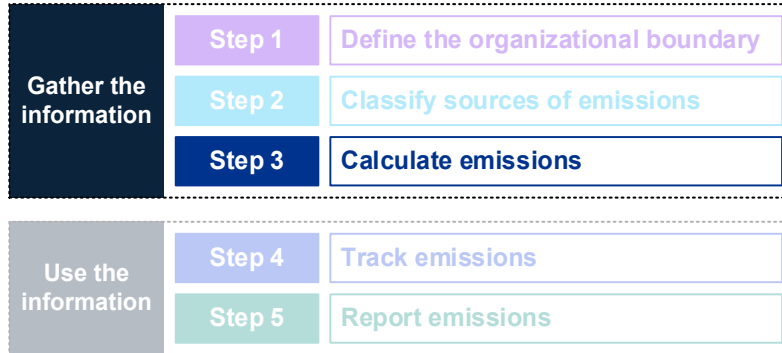 Gather the
information
Step 1
Define the organizational boundary
Step 2
Classify sources of emissions
Step 3
Calculate emissions
Use the
information
Step 4
Track emissions
Step 5
Report emissions